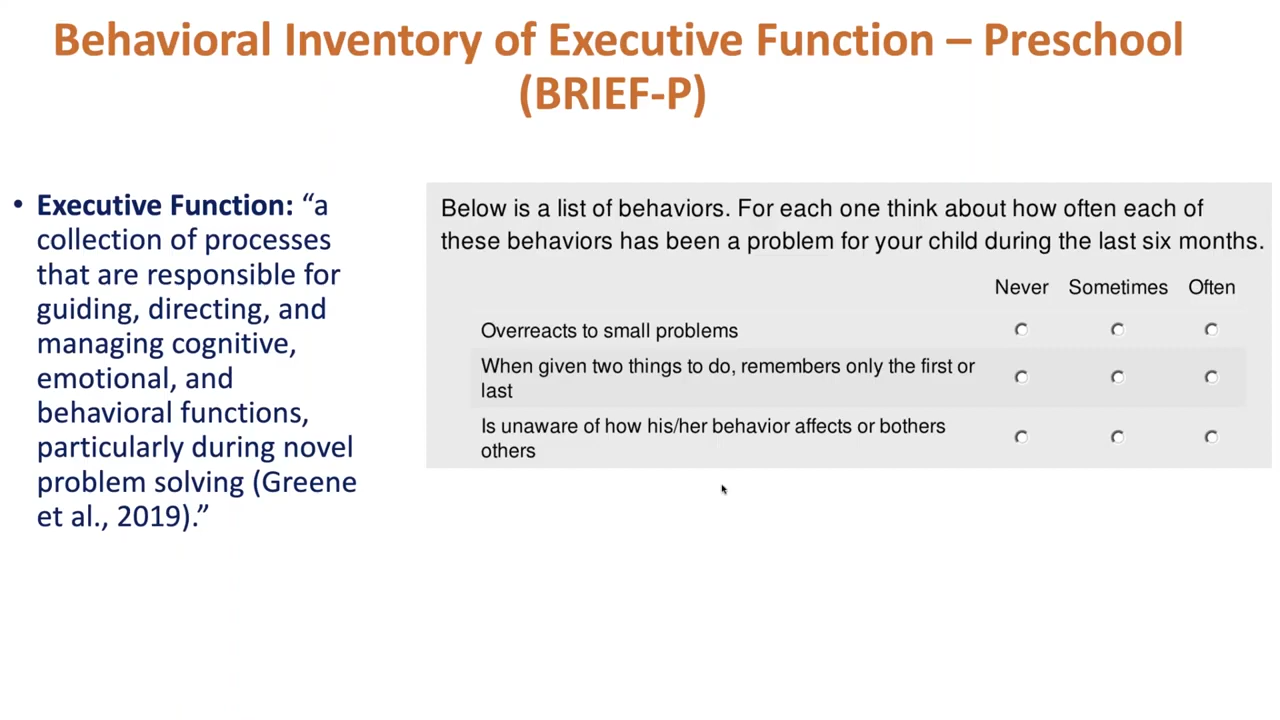 Behavioral Inventory of Executive Function – Preschool
(BRIEF-P)
• Executive Function: “a
collection of processes
that are responsible for
guiding, directing, and
managing cognitive,
emotional, and
behavioral functions,
particularly during novel
problem solving (Greene
et al., 2019).”
Below is a list of behaviors. For each one think about how often each of
these behaviors has been a problem for your child during the last six months.
Never Sometimes Often
Overreacts to small problems
When given two things to do, remembers only the first or
last
Is unaware of how his/her behavior affects or bothers
others